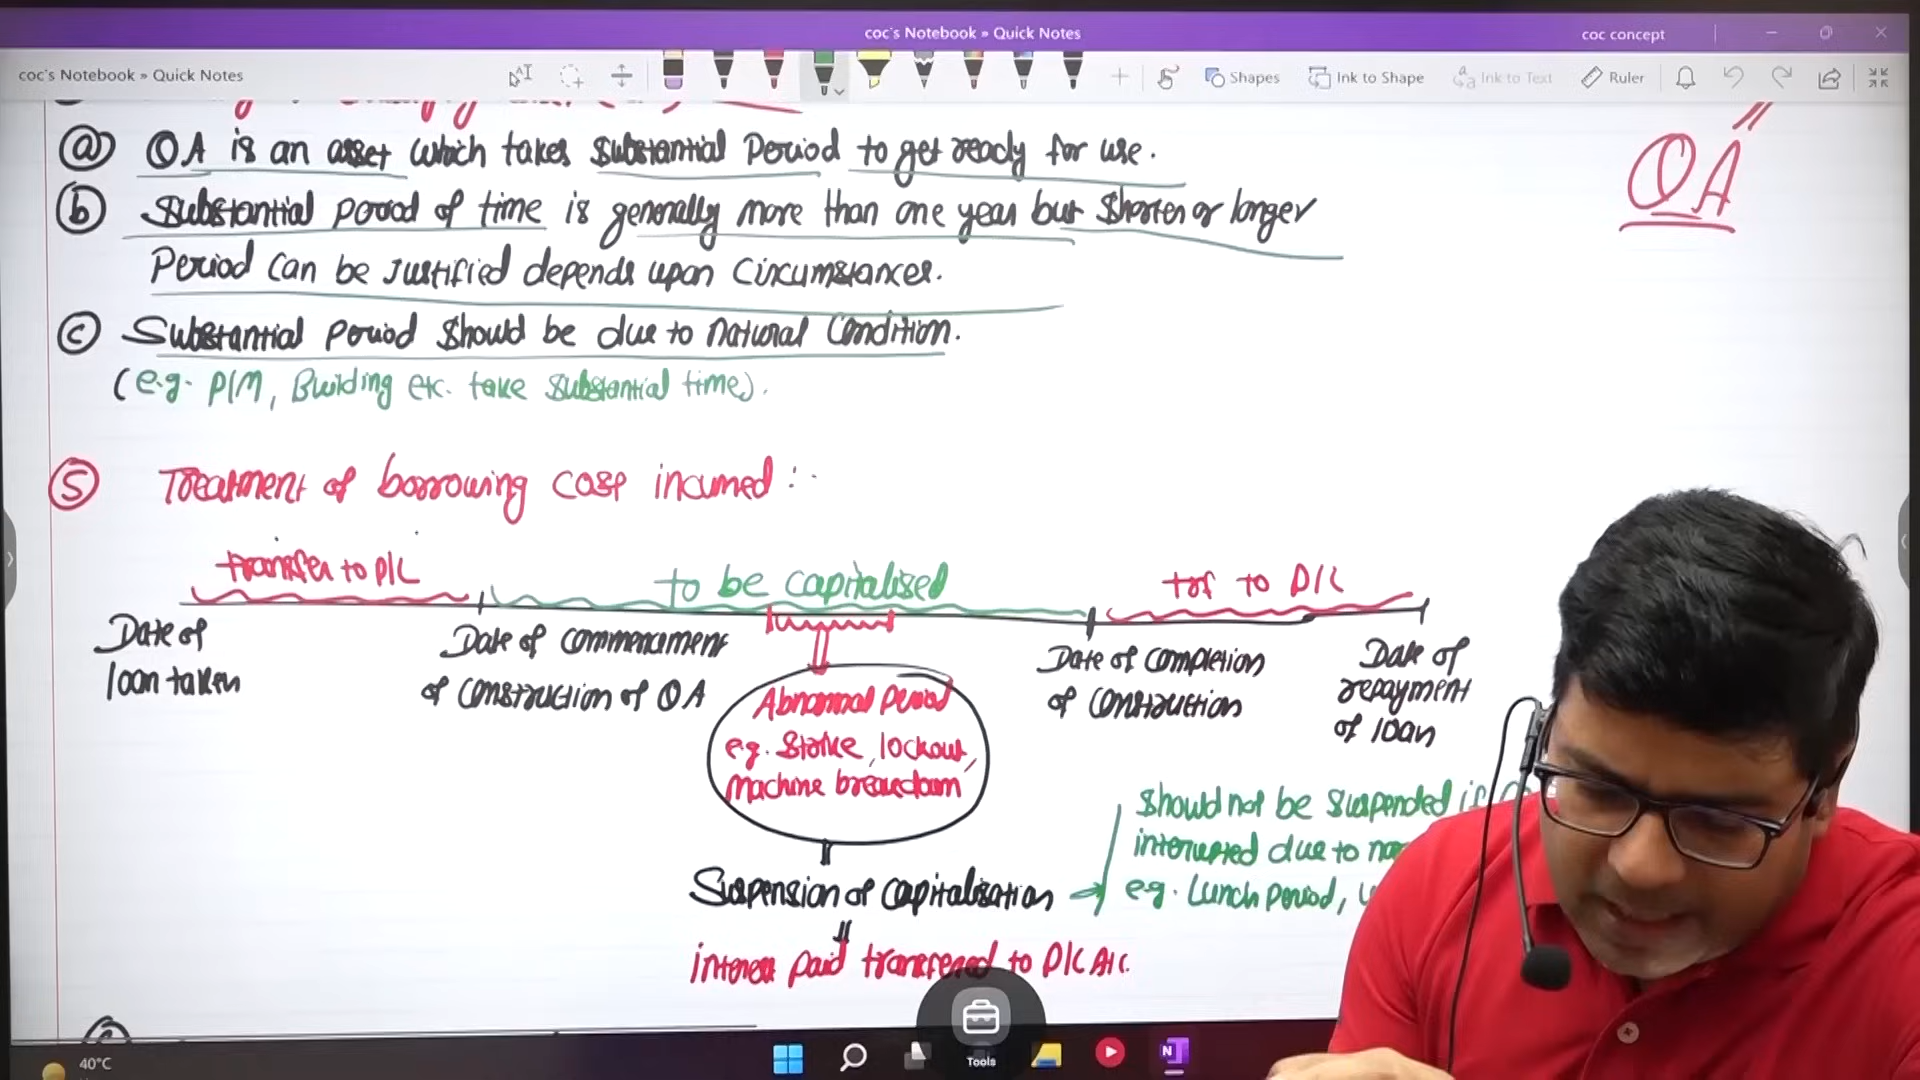 coc's Notebook » Quick Notes
coc concept
coc's Notebook » Quick Notes
Shapes
Ink to Shape
Ink to Text
Ruler
(a) QA is an asset which takes substantial Period to get ready for use.
QA
(b) Substantial period of time is generally more than one year but shorter or longer
Period can be justified depends upon circumstances.
(c) Substantial period should be due to natural condition.
(e.g. P/M, Building etc. take substantial time).
(5) Treatment of borrowing cost incurred :-
transfer to P/L
to be capitalised
trf to P/L
Date of
loan taken
Date of commencement
of construction of QA
Date of completion
of construction
Date of
repayment
of loan
Abnormal period
e.g. Strike, lockout,
machine breakdown
Should not be suspended if
interrupted due to
e.g. Lunch period,
Suspension of capitalisation
interest paid transferred to P/L A/c.
40°C
Tools